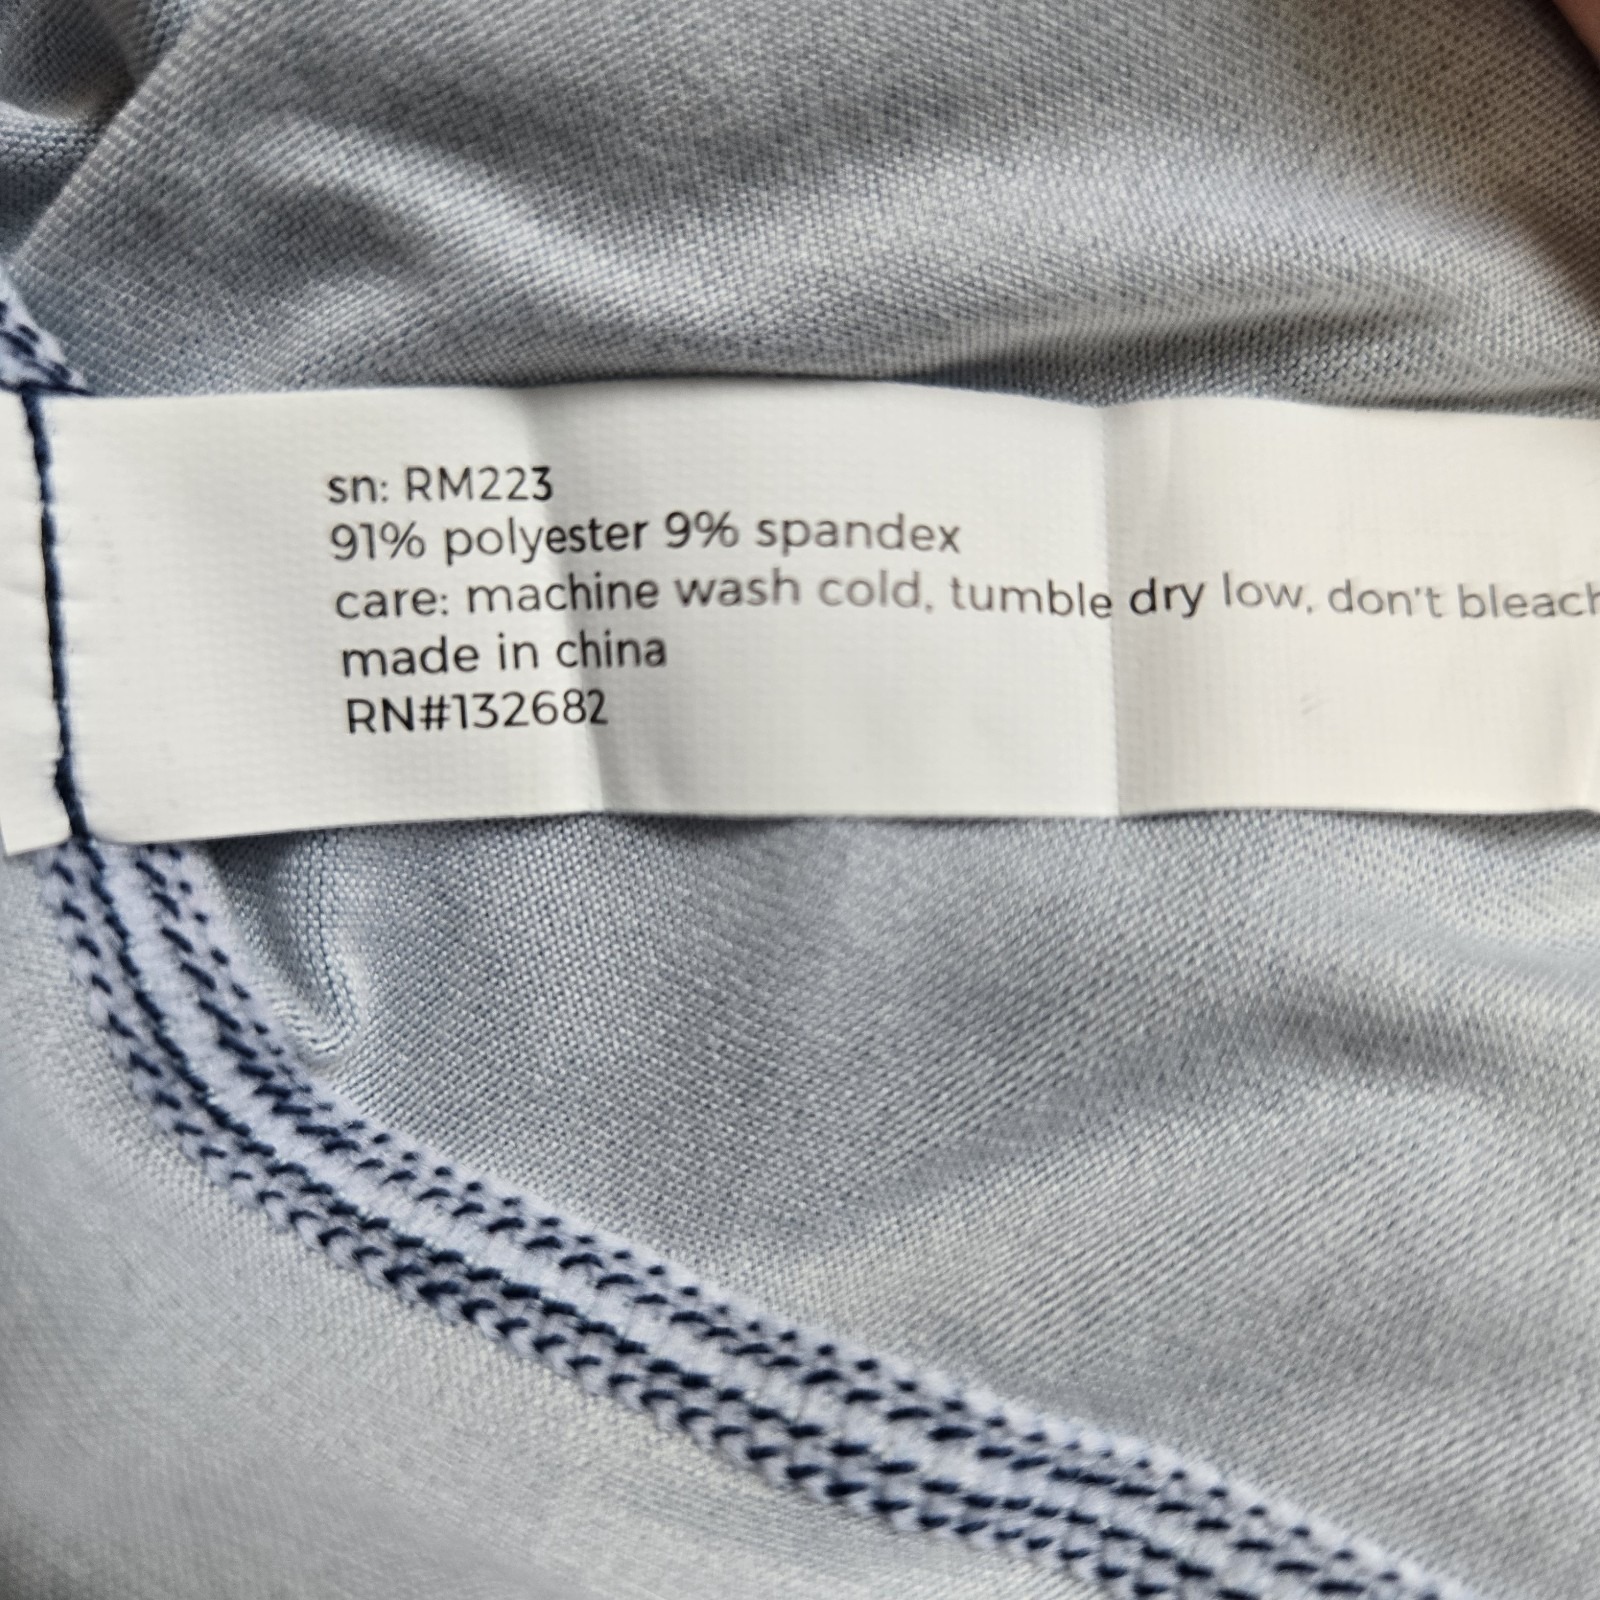 sn: RM223
91% polyester 9% spandex
care: machine wash cold, tumble dry low, don't bleach
made in china
RN#132682